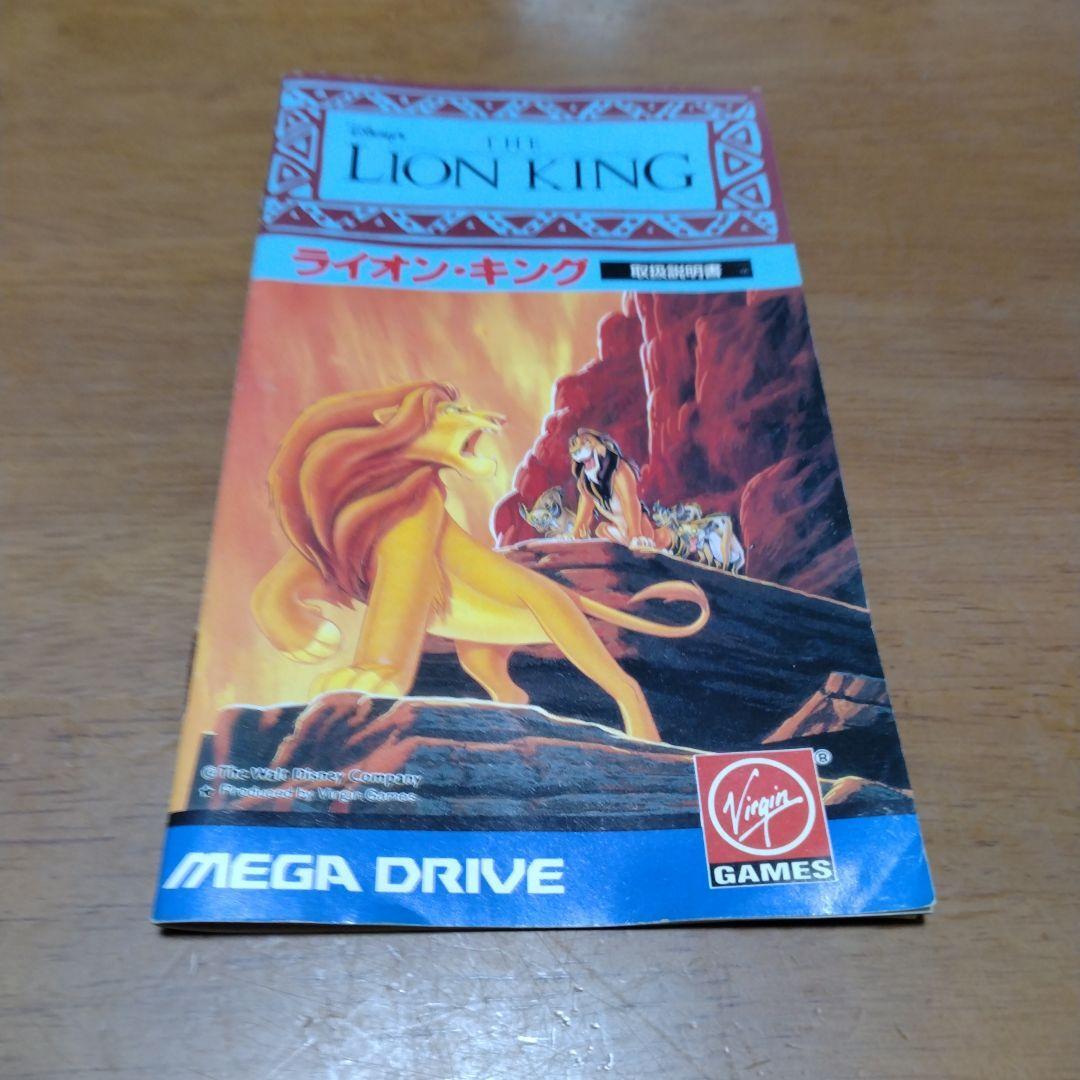 Disney's
THE
LION KING
ライオン・キング 取扱説明書
©The Walt Disney Company
★ Produced by Virgin Games
MEGA DRIVE
Virgin ®
GAMES